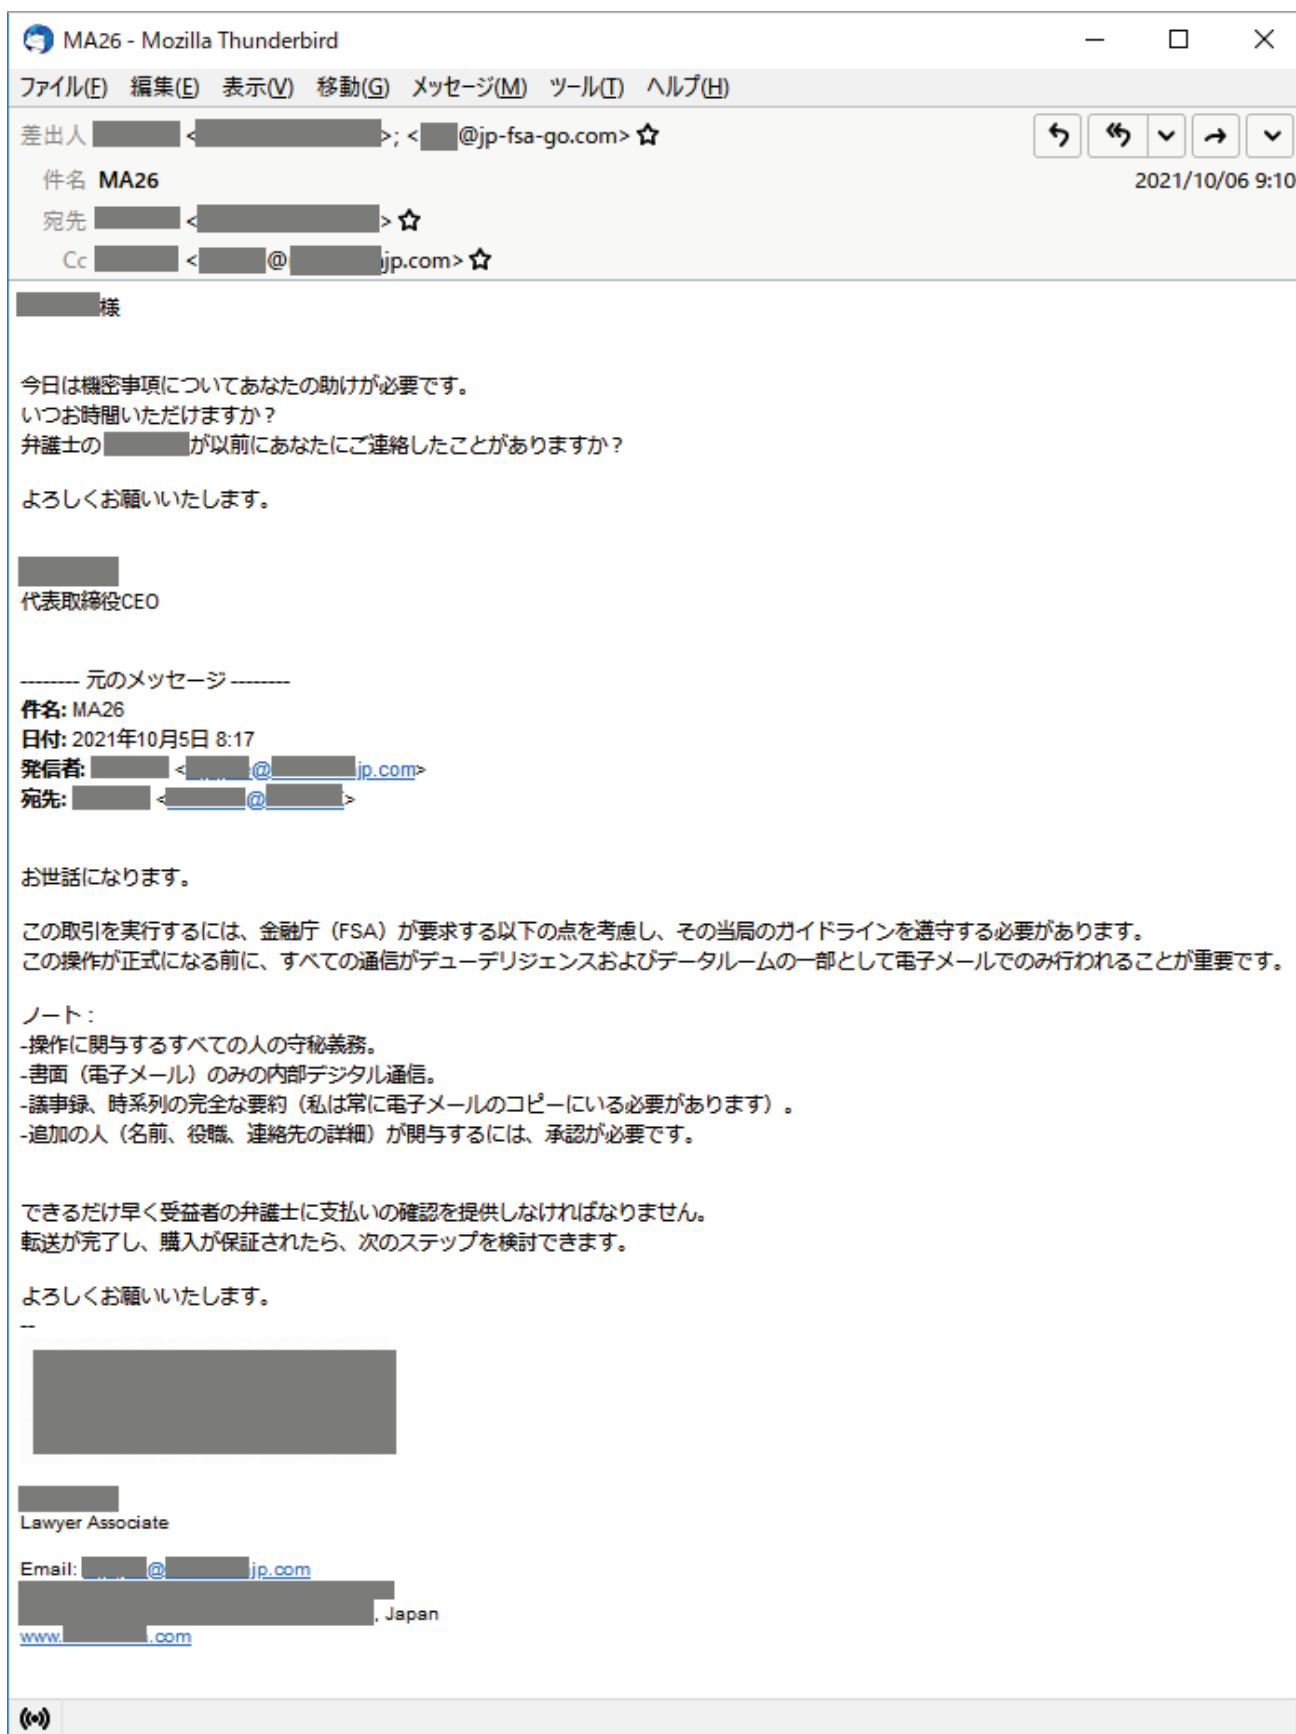 MA26 - Mozilla Thunderbird
ファイル(F) 編集(E) 表示(V) 移動(G) メッセージ(M) ツール(T) ヘルプ(H)
差出人 < >; < @jp-fsa-go.com>
件名 MA26 2021/10/06 9:10
宛先 < >
Cc < @ jp.com>
様
今日は機密事項についてあなたの助けが必要です。
いつお時間いただけますか？
弁護士の が以前にあなたにご連絡したことがありますか？
よろしくお願いいたします。
代表取締役CEO
-------- 元のメッセージ --------
件名: MA26
日付: 2021年10月5日 8:17
発信者: < @ jp.com>
宛先: < @ >
お世話になります。
この取引を実行するには、金融庁（FSA）が要求する以下の点を考慮し、その当局のガイドラインを遵守する必要があります。
この操作が正式になる前に、すべての通信がデューデリジェンスおよびデータルームの一部として電子メールでのみ行われることが重要です。
ノート：
-操作に関与するすべての人の守秘義務。
-書面（電子メール）のみの内部デジタル通信。
-議事録、時系列の完全な要約（私は常に電子メールのコピーにいる必要があります）。
-追加の人（名前、役職、連絡先の詳細）が関与するには、承認が必要です。
できるだけ早く受益者の弁護士に支払いの確認を提供しなければなりません。
転送が完了し、購入が保証されたら、次のステップを検討できます。
よろしくお願いいたします。
--
Lawyer Associate
Email: @ jp.com
, Japan
www. .com